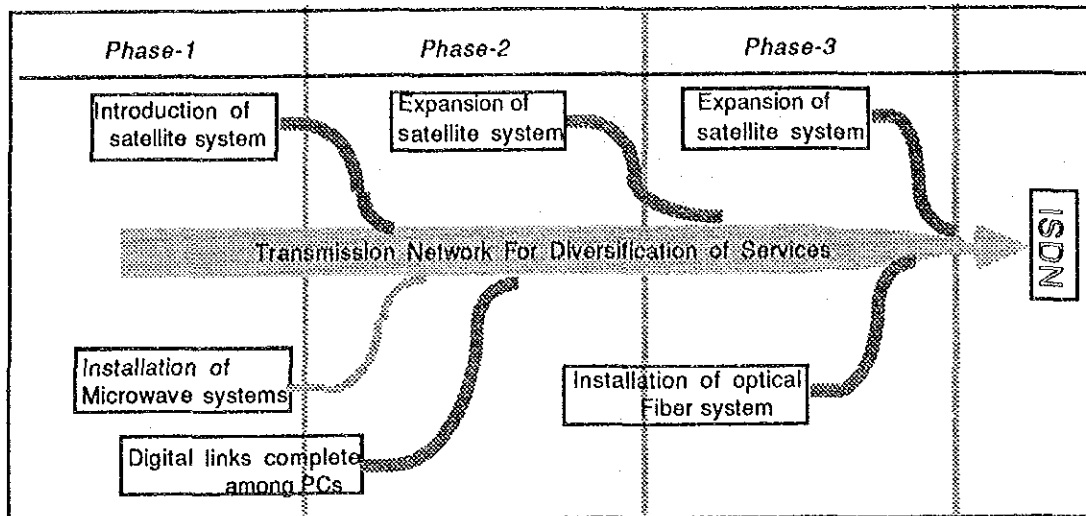 Phase-1
Phase-2
Phase-3
Introduction of
satellite system
Expansion of
satellite system
Expansion of
satellite system
Transmission Network For Diversification of Services
ISDN
Installation of
Microwave systems
Installation of optical
Fiber system
Digital links complete
among PCs